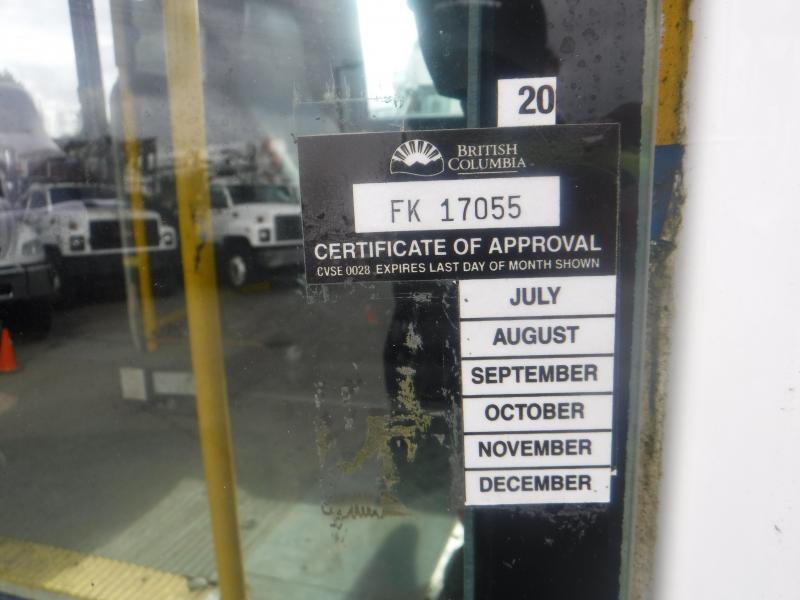 20
BRITISH
COLUMBIA
FK 17055
CERTIFICATE OF APPROVAL
CVSE 0028 EXPIRES LAST DAY OF MONTH SHOWN
JULY
AUGUST
SEPTEMBER
OCTOBER
NOVEMBER
DECEMBER